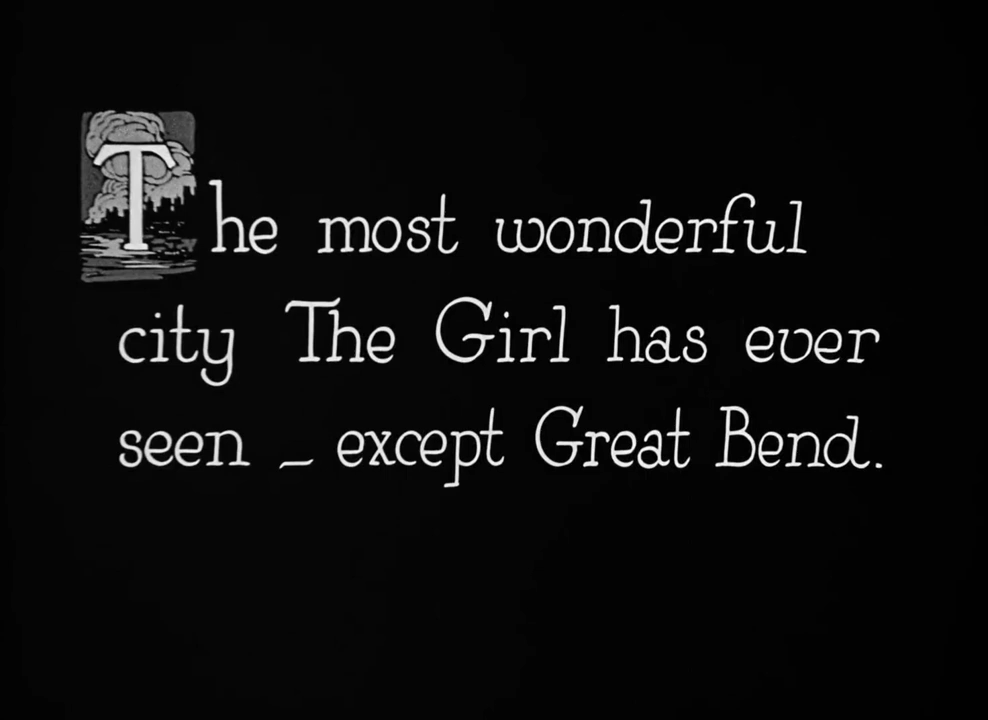 The most wonderful
city The Girl has ever
seen _ except Great Bend.